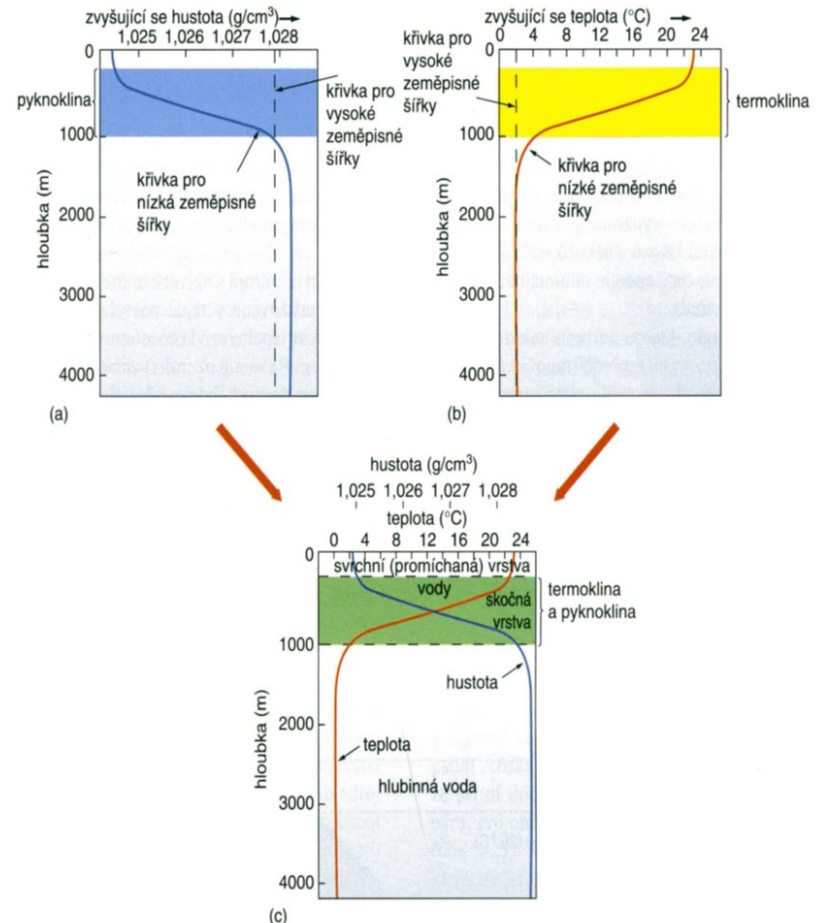 zvyšující se hustota (g/cm³)
1,025 1,026 1,027 1,028
0
1000
2000
3000
4000
hloubka (m)
pyknoklina
křivka pro
vysoké
zeměpisné
šířky
křivka pro
nízká zeměpisné
šířky
(a)
zvyšující se teplota (°C)
0 4 8 12 16 20 24
0
1000
2000
3000
4000
hloubka (m)
křivka pro
vysoké
zeměpisné
šířky
termoklina
křivka pro
nízké zeměpisné
šířky
(b)
hustota (g/cm³)
1,025 1,026 1,027 1,028
teplota (°C)
0 4 8 12 16 20 24
0
1000
2000
3000
4000
hloubka (m)
svrchní (promíchaná) vrstva
vody
skočná
vrstva
termoklina
a pyknoklina
hustota
teplota
hlubinná voda
(c)